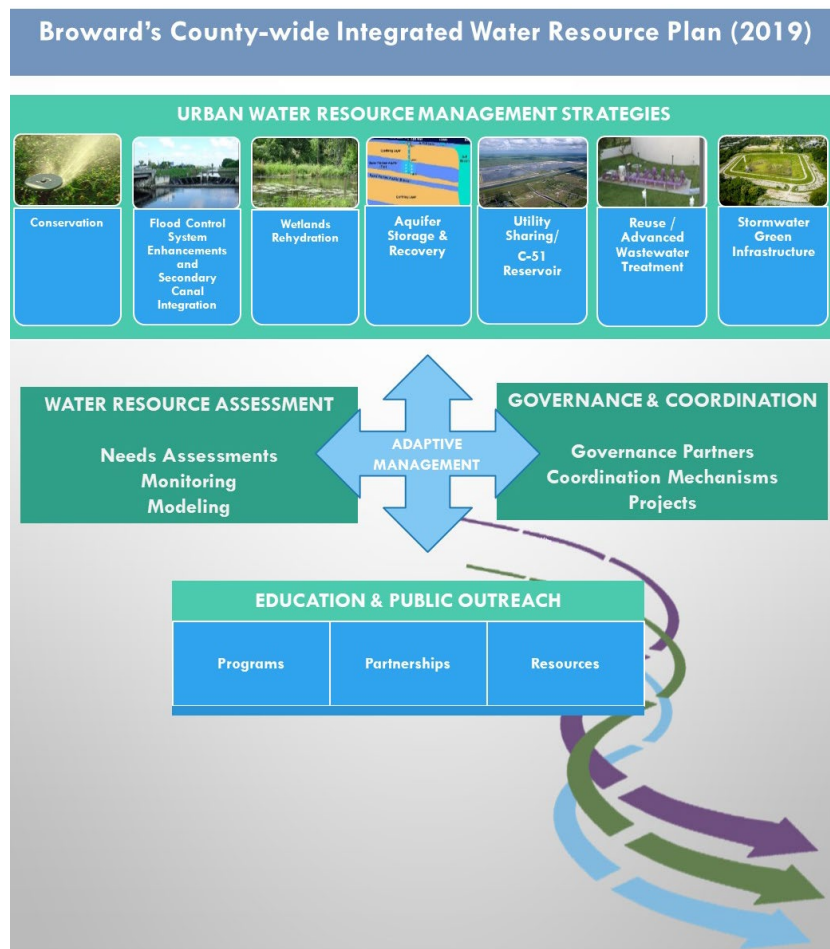 Broward's County-wide Integrated Water Resource Plan (2019)
URBAN WATER RESOURCE MANAGEMENT STRATEGIES
Conservation
Flood Control
System
Enhancements
and
Secondary
Canal
Integration
Wetlands
Rehydration
Aquifer
Storage &
Recovery
Utility
Sharing/
C-51
Reservoir
Reuse /
Advanced
Wastewater
Treatment
Stormwater
Green
Infrastructure
WATER RESOURCE ASSESSMENT
Needs Assessments
Monitoring
Modeling
ADAPTIVE
MANAGEMENT
GOVERNANCE & COORDINATION
Governance Partners
Coordination Mechanisms
Projects
EDUCATION & PUBLIC OUTREACH
Programs
Partnerships
Resources